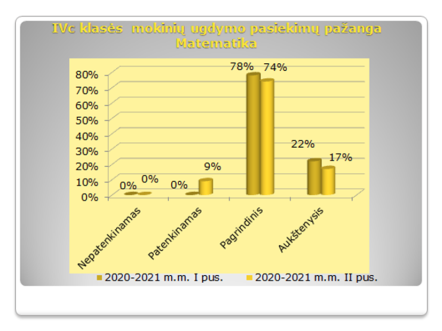 IVc klasės mokinių ugdymo pasiekimų pažanga
Matematika
78% 74%
80%
70%
60%
50%
40%
30%
20%
10%
0%
0% 0%
0% 9%
22% 17%
Nepatenkinamas
Patenkinamas
Pagrindinis
Aukštenysis
2020-2021 m.m. I pus. 2020-2021 m.m. II pus.